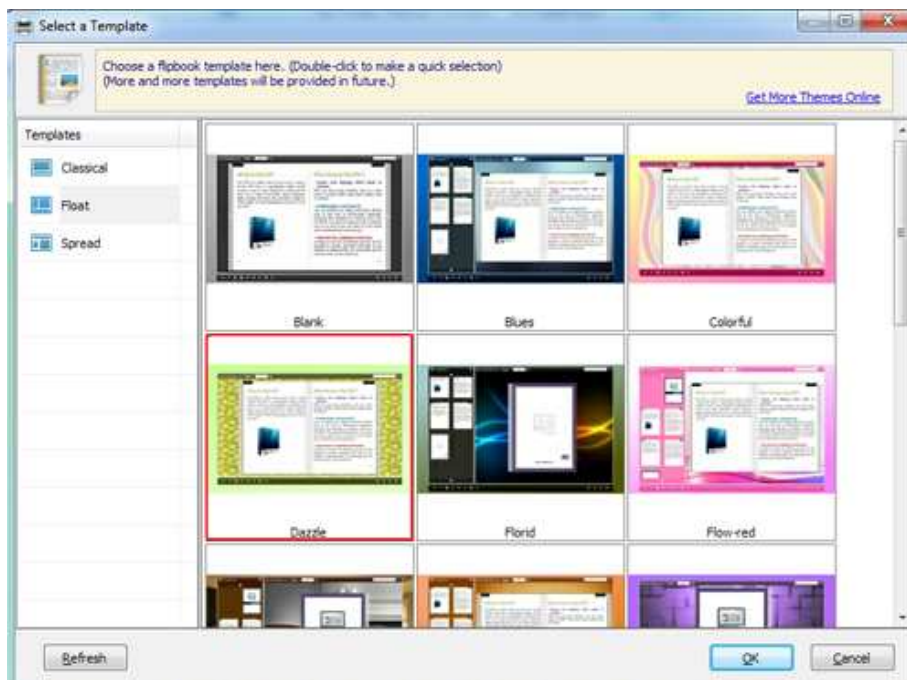 Select a Template
Choose a flipbook template here. (Double-click to make a quick selection)
(More and more templates will be provided in future.)
Get More Themes Online
Templates
Classical
Float
Spread
Blank
Blues
Colorful
Dazzle
Florid
Flow-red
Refresh
OK
Cancel